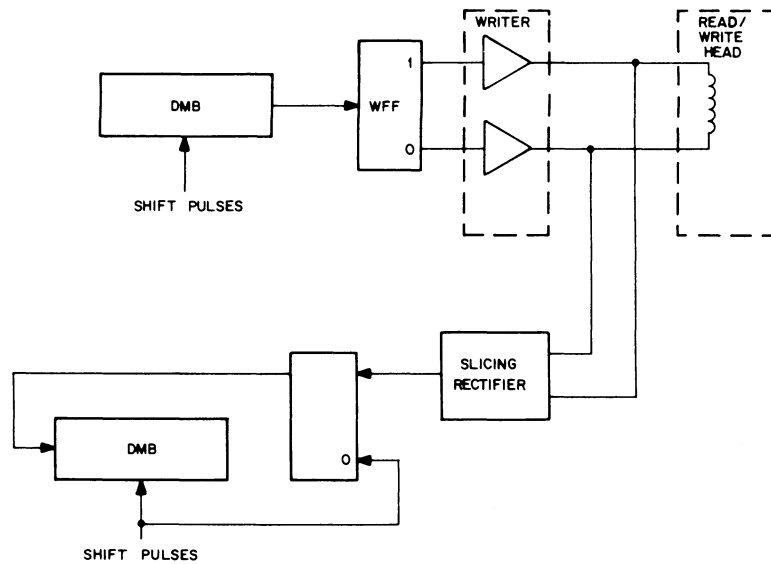 WRITER
READ/
WRITE
HEAD
1
DMB
WFF
0
SHIFT PULSES
SLICING
RECTIFIER
DMB
0
SHIFT PULSES